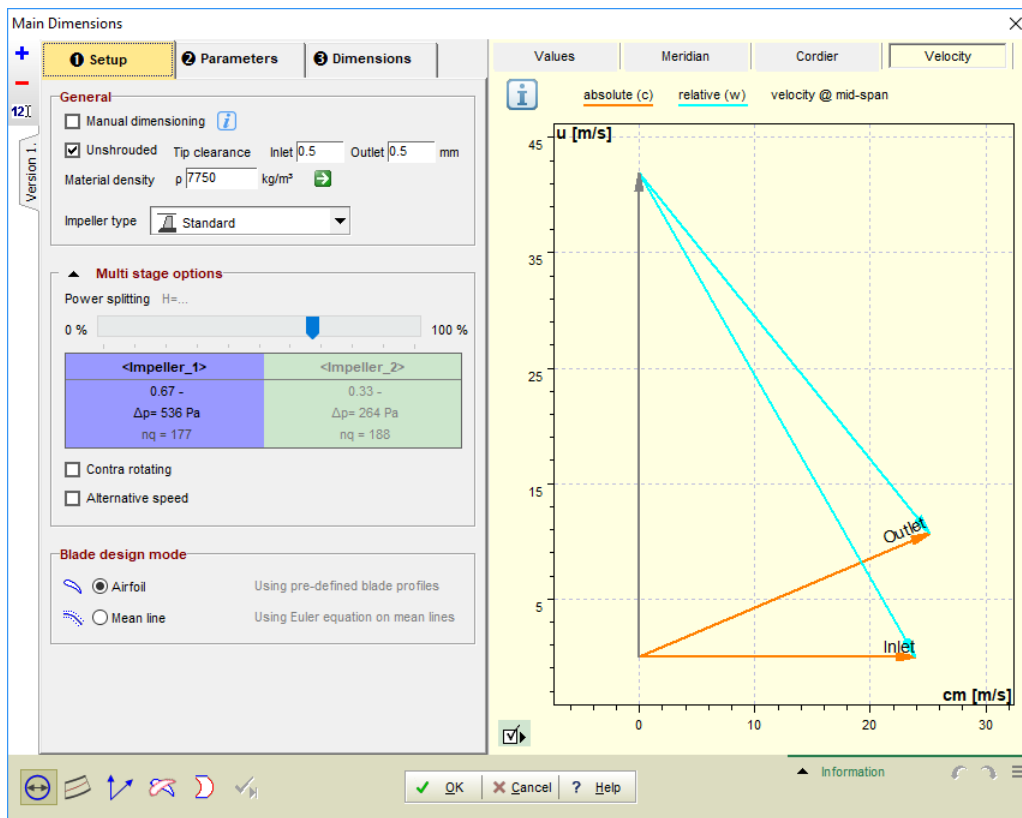 Main Dimensions
1 Setup
2 Parameters
3 Dimensions
Values
Meridian
Cordier
Velocity
12
Version 1.
General
Manual dimensioning
Unshrouded Tip clearance Inlet 0.5 Outlet 0.5 mm
Material density ρ 7750 kg/m³
Impeller type Standard
Multi stage options
Power splitting H=...
0 % 100 %
<Impeller_1> <Impeller_2>
0.67 - 0.33 -
Δp= 536 Pa Δp= 264 Pa
nq = 177 nq = 188
Contra rotating
Alternative speed
Blade design mode
Airfoil Using pre-defined blade profiles
Mean line Using Euler equation on mean lines
absolute (c) relative (w) velocity @ mid-span
u [m/s]
45
35
25
15
5
Outlet
Inlet
cm [m/s]
0 10 20 30
OK Cancel ? Help
Information